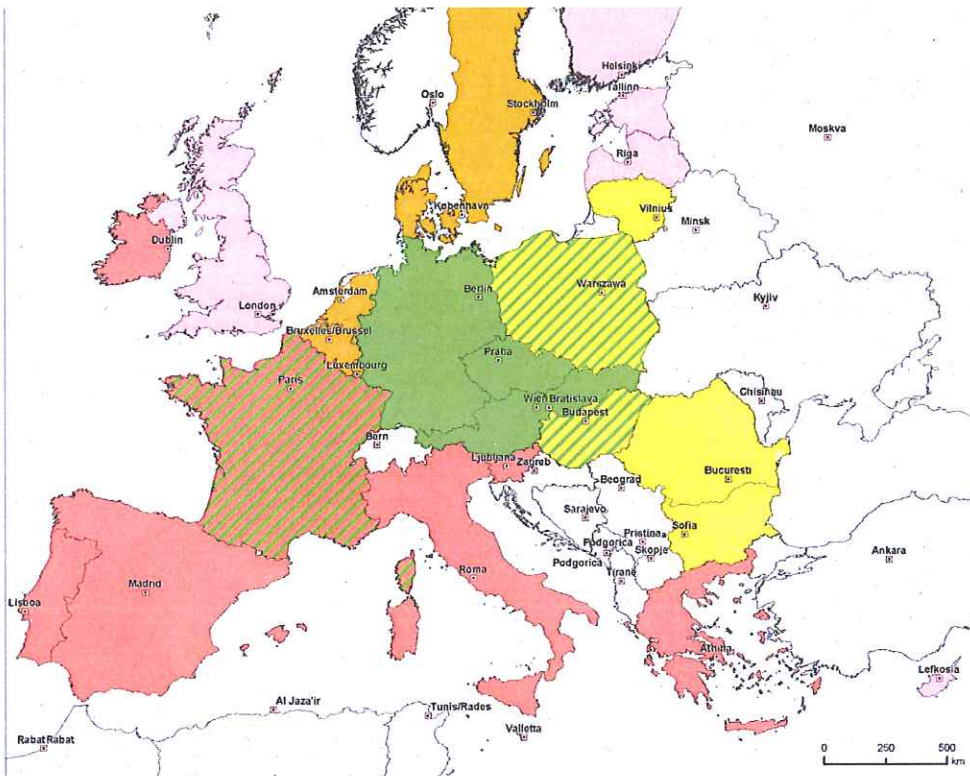 Helsinki
Tallinn
Oslo
Stockholm
Moskva
Riga
København
Vilnius
Minsk
Dublin
Amsterdam
Berlin
Warszawa
London
Kyjiv
Bruxelles/Brussel
Praha
Luxembourg
Paris
Chisinau
Wien
Bratislava
Budapest
Bern
Ljubljana
Zagreb
Beograd
Bucuresti
Sarajevo
Pristina
Sofia
Podgorica
Skopje
Podgorica
Ankara
Tirane
Madrid
Roma
Lisboa
Athina
Lefkosia
Al Jaza'ir
Tunis/Rades
Valletta
RabatRabat
0 250 500
km